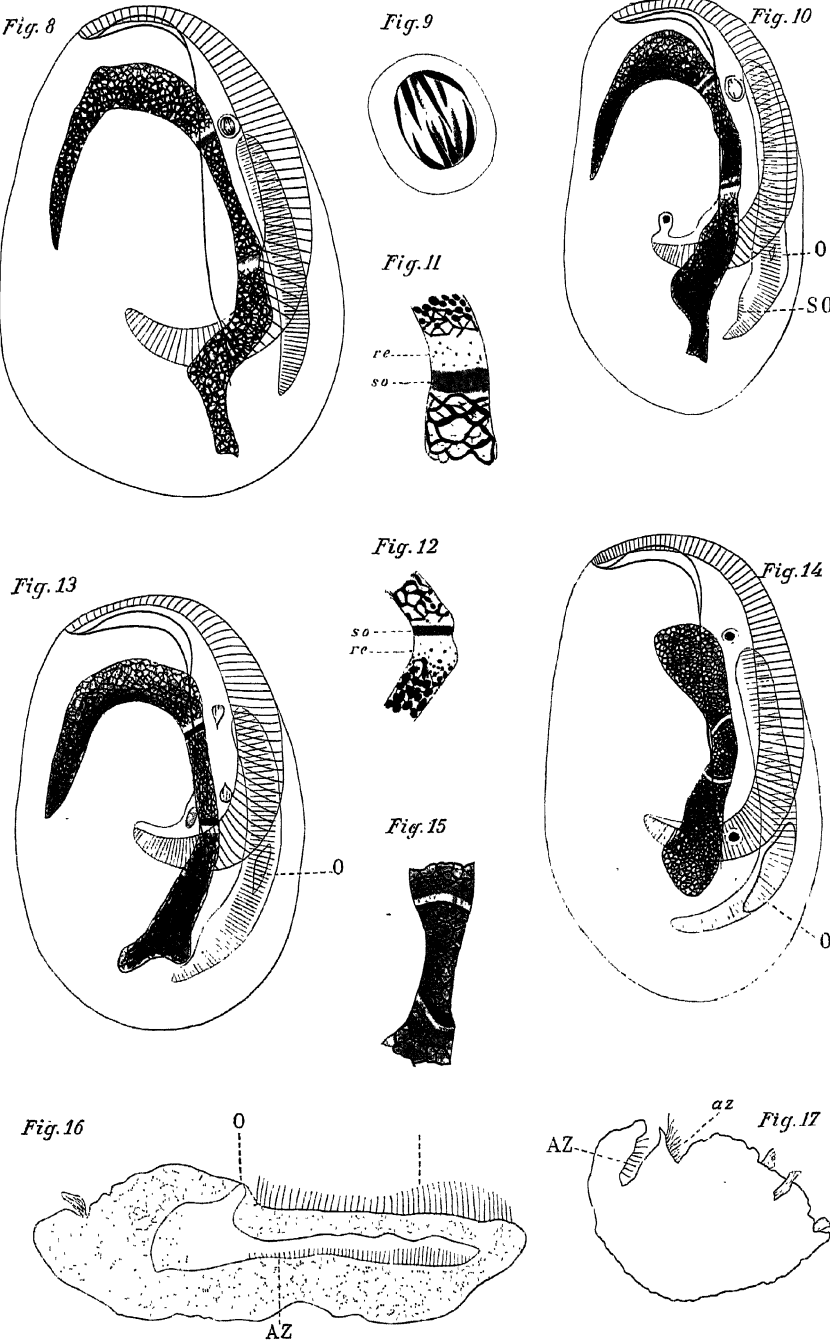 Fig. 8
Fig. 9
Fig. 10
O
SO
Fig. 11
re
so
Fig. 12
so
re
Fig. 13
O
Fig. 14
O
Fig. 15
Fig. 16
O
AZ
Fig. 17
az
AZ